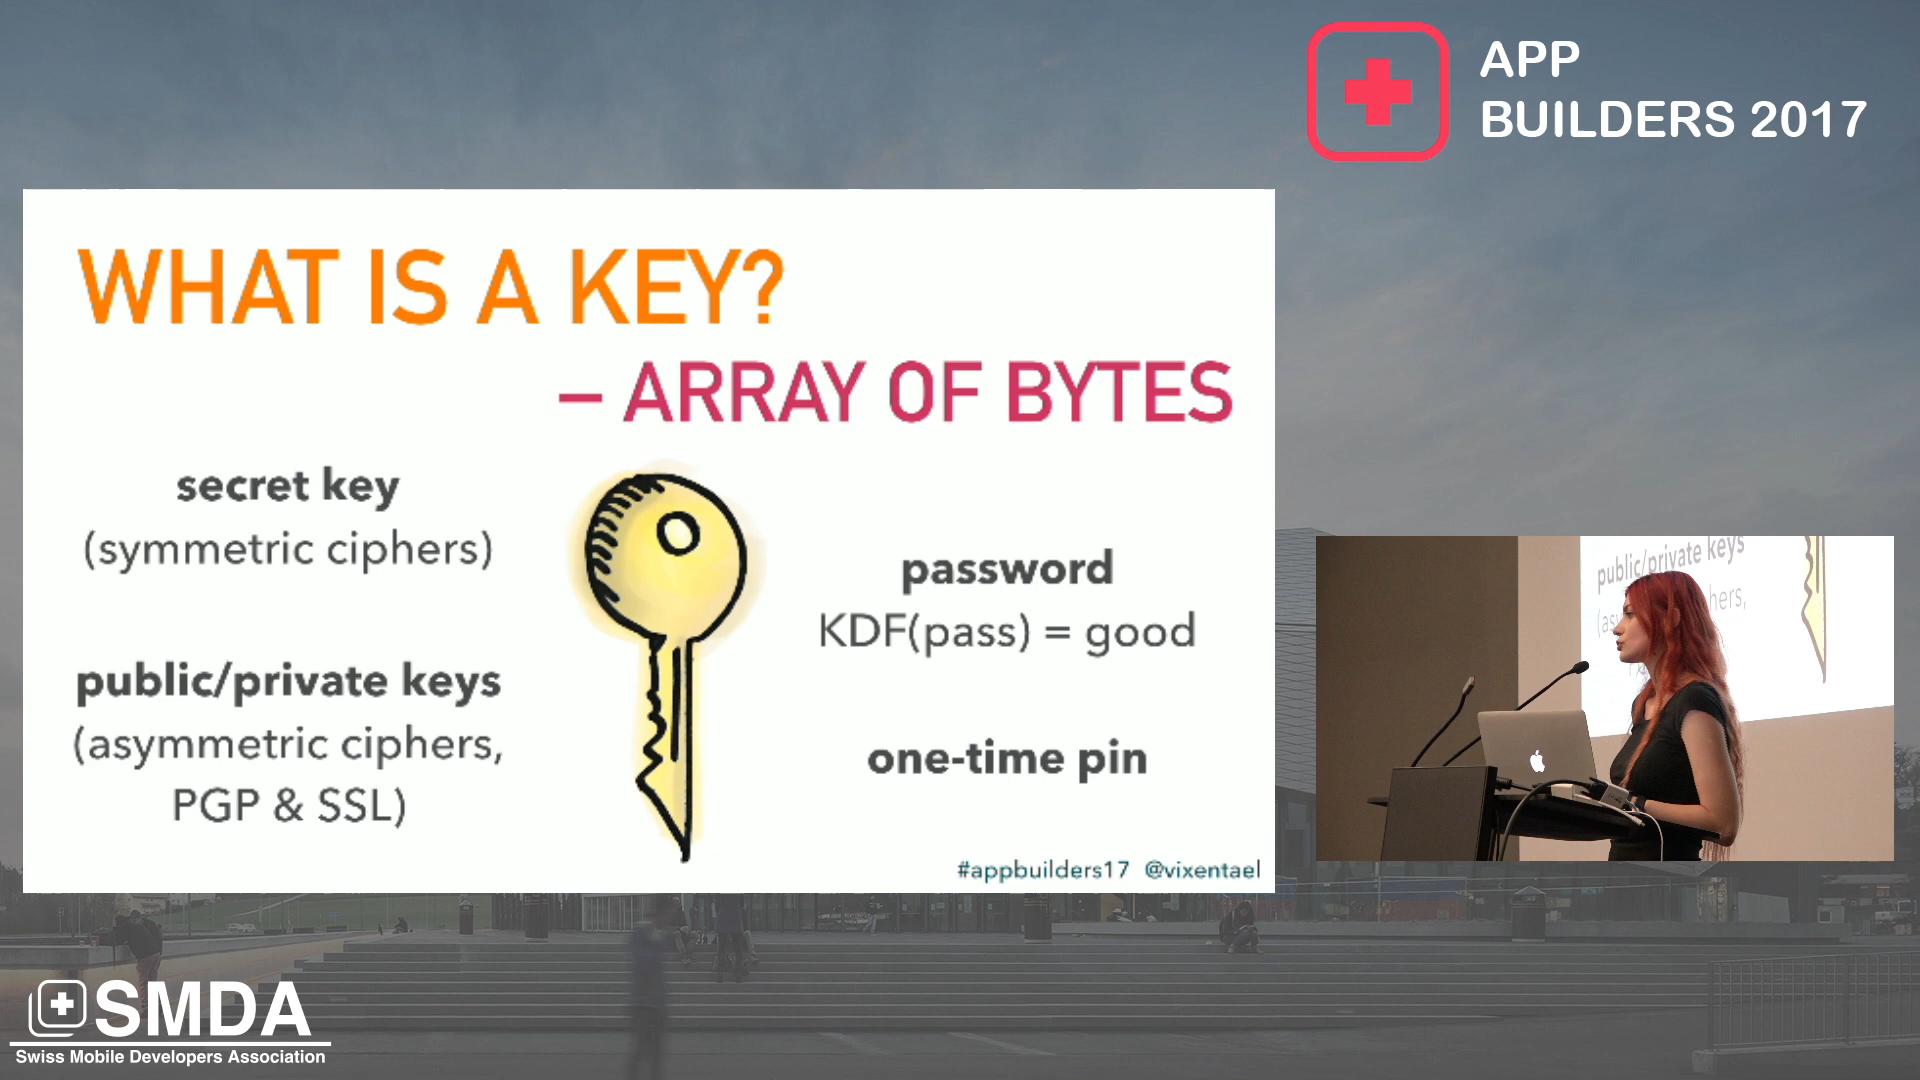 APP
BUILDERS 2017
WHAT IS A KEY?
– ARRAY OF BYTES
secret key
(symmetric ciphers)
public/private keys
(asymmetric ciphers,
PGP & SSL)
password
KDF(pass) = good
one-time pin
#appbuilders17 @vixentael
public/private keys
SMDA
Swiss Mobile Developers Association